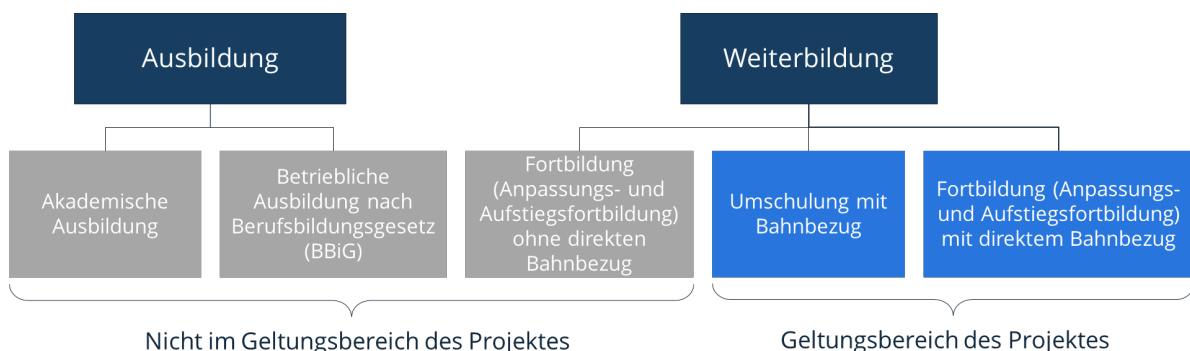 Ausbildung
Weiterbildung
Akademische
Ausbildung
Betriebliche
Ausbildung nach
Berufsbildungsgesetz
(BBiG)
Fortbildung
(Anpassungs- und
Aufstiegsfortbildung)
ohne direkten
Bahnbezug
Umschulung mit
Bahnbezug
Fortbildung (Anpassungs-
und Aufstiegsfortbildung)
mit direktem Bahnbezug
Nicht im Geltungsbereich des Projektes
Geltungsbereich des Projektes